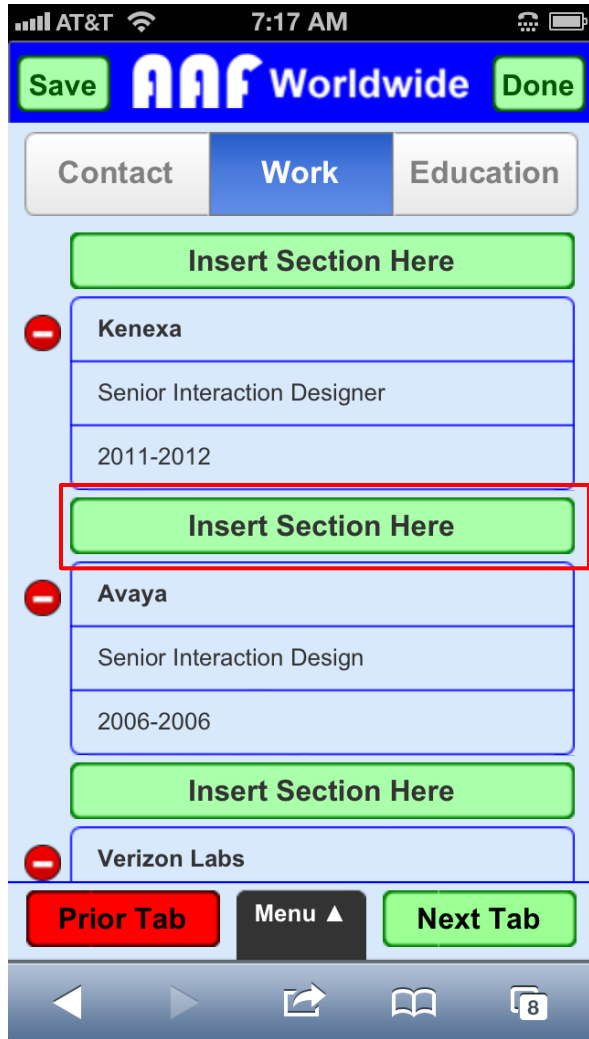 AT&T 7:17 AM
Save AAF Worldwide Done
Contact Work Education
Insert Section Here
Kenexa
Senior Interaction Designer
2011-2012
Insert Section Here
Avaya
Senior Interaction Design
2006-2006
Insert Section Here
Verizon Labs
Prior Tab Menu ▲ Next Tab
8